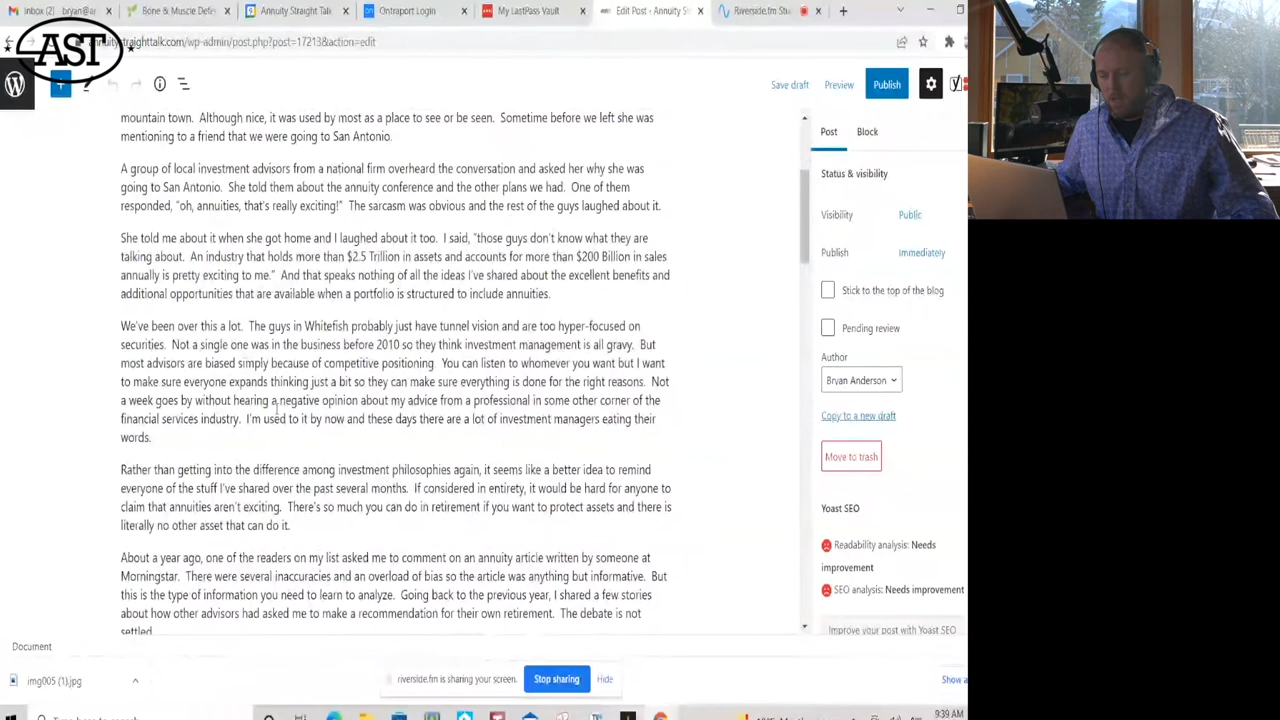 Inbox (2) - bryan@an
Bone & Muscle Defe
Annuity Straight Talk
Ontraport Login
My LastPass Vault
Edit Post ‹ Annuity St
Riverside.fm Stu
AST
annuitystraighttalk.com/wp-admin/post.php?post=17213&action=edit
Save draft
Preview
Publish
mountain town. Although nice, it was used by most as a place to see or be seen. Sometime before we left she was
mentioning to a friend that we were going to San Antonio.
A group of local investment advisors from a national firm overheard the conversation and asked her why she was
going to San Antonio. She told them about the annuity conference and the other plans we had. One of them
responded, "oh, annuities, that's really exciting!" The sarcasm was obvious and the rest of the guys laughed about it.
She told me about it when she got home and I laughed about it too. I said, "those guys don't know what they are
talking about. An industry that holds more than $2.5 Trillion in assets and accounts for more than $200 Billion in sales
annually is pretty exciting to me." And that speaks nothing of all the ideas I've shared about the excellent benefits and
additional opportunities that are available when a portfolio is structured to include annuities.
We've been over this a lot. The guys in Whitefish probably just have tunnel vision and are too hyper-focused on
securities. Not a single one was in the business before 2010 so they think investment management is all gravy. But
most advisors are biased simply because of competitive positioning. You can listen to whomever you want but I want
to make sure everyone expands thinking just a bit so they can make sure everything is done for the right reasons. Not
a week goes by without hearing a negative opinion about my advice from a professional in some other corner of the
financial services industry. I'm used to it by now and these days there are a lot of investment managers eating their
words.
Rather than getting into the difference among investment philosophies again, it seems like a better idea to remind
everyone of the stuff I've shared over the past several months. If considered in entirety, it would be hard for anyone to
claim that annuities aren't exciting. There's so much you can do in retirement if you want to protect assets and there is
literally no other asset that can do it.
About a year ago, one of the readers on my list asked me to comment on an annuity article written by someone at
Morningstar. There were several inaccuracies and an overload of bias so the article was anything but informative. But
this is the type of information you need to learn to analyze. Going back to the previous year, I shared a few stories
about how other advisors had asked me to make a recommendation for their own retirement. The debate is not
settled
Post
Block
Status & visibility
Visibility
Public
Publish
Immediately
Stick to the top of the blog
Pending review
Author
Bryan Anderson
Copy to a new draft
Move to trash
Yoast SEO
Readability analysis: Needs
improvement
SEO analysis: Needs improvement
Improve your post with Yoast SEO
Document
img005 (1).jpg
riverside.fm is sharing your screen.
Stop sharing
Hide
Show a
9:39 AM